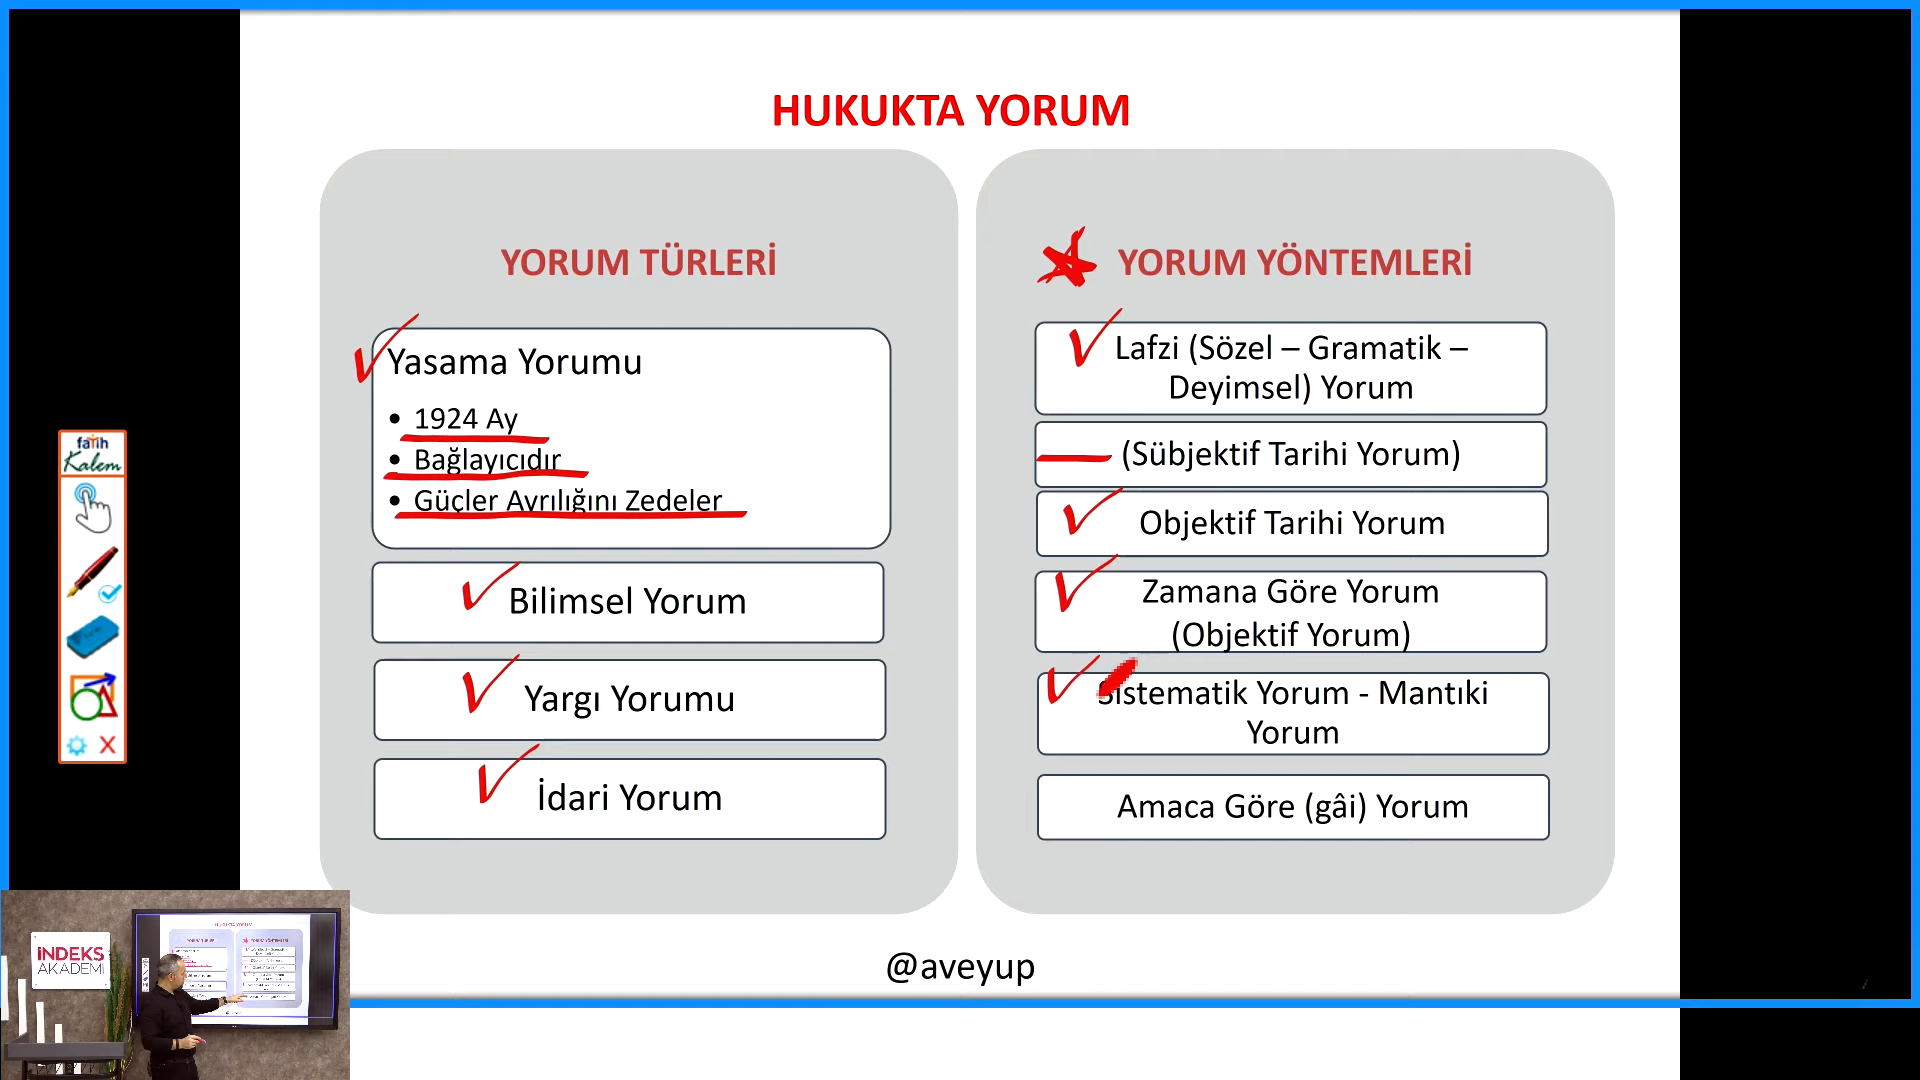 HUKUKTA YORUM
YORUM TÜRLERİ
Yasama Yorumu
• 1924 Ay
• Bağlayıcıdır
• Güçler Ayrılığını Zedeler
Bilimsel Yorum
Yargı Yorumu
İdari Yorum
YORUM YÖNTEMLERİ
Lafzi (Sözel – Gramatik –
Deyimsel) Yorum
(Sübjektif Tarihi Yorum)
Objektif Tarihi Yorum
Zamana Göre Yorum
(Objektif Yorum)
Sistematik Yorum - Mantıki
Yorum
Amaca Göre (gâi) Yorum
@aveyup
fatih
Kalem
İNDEKS
AKADEMİ